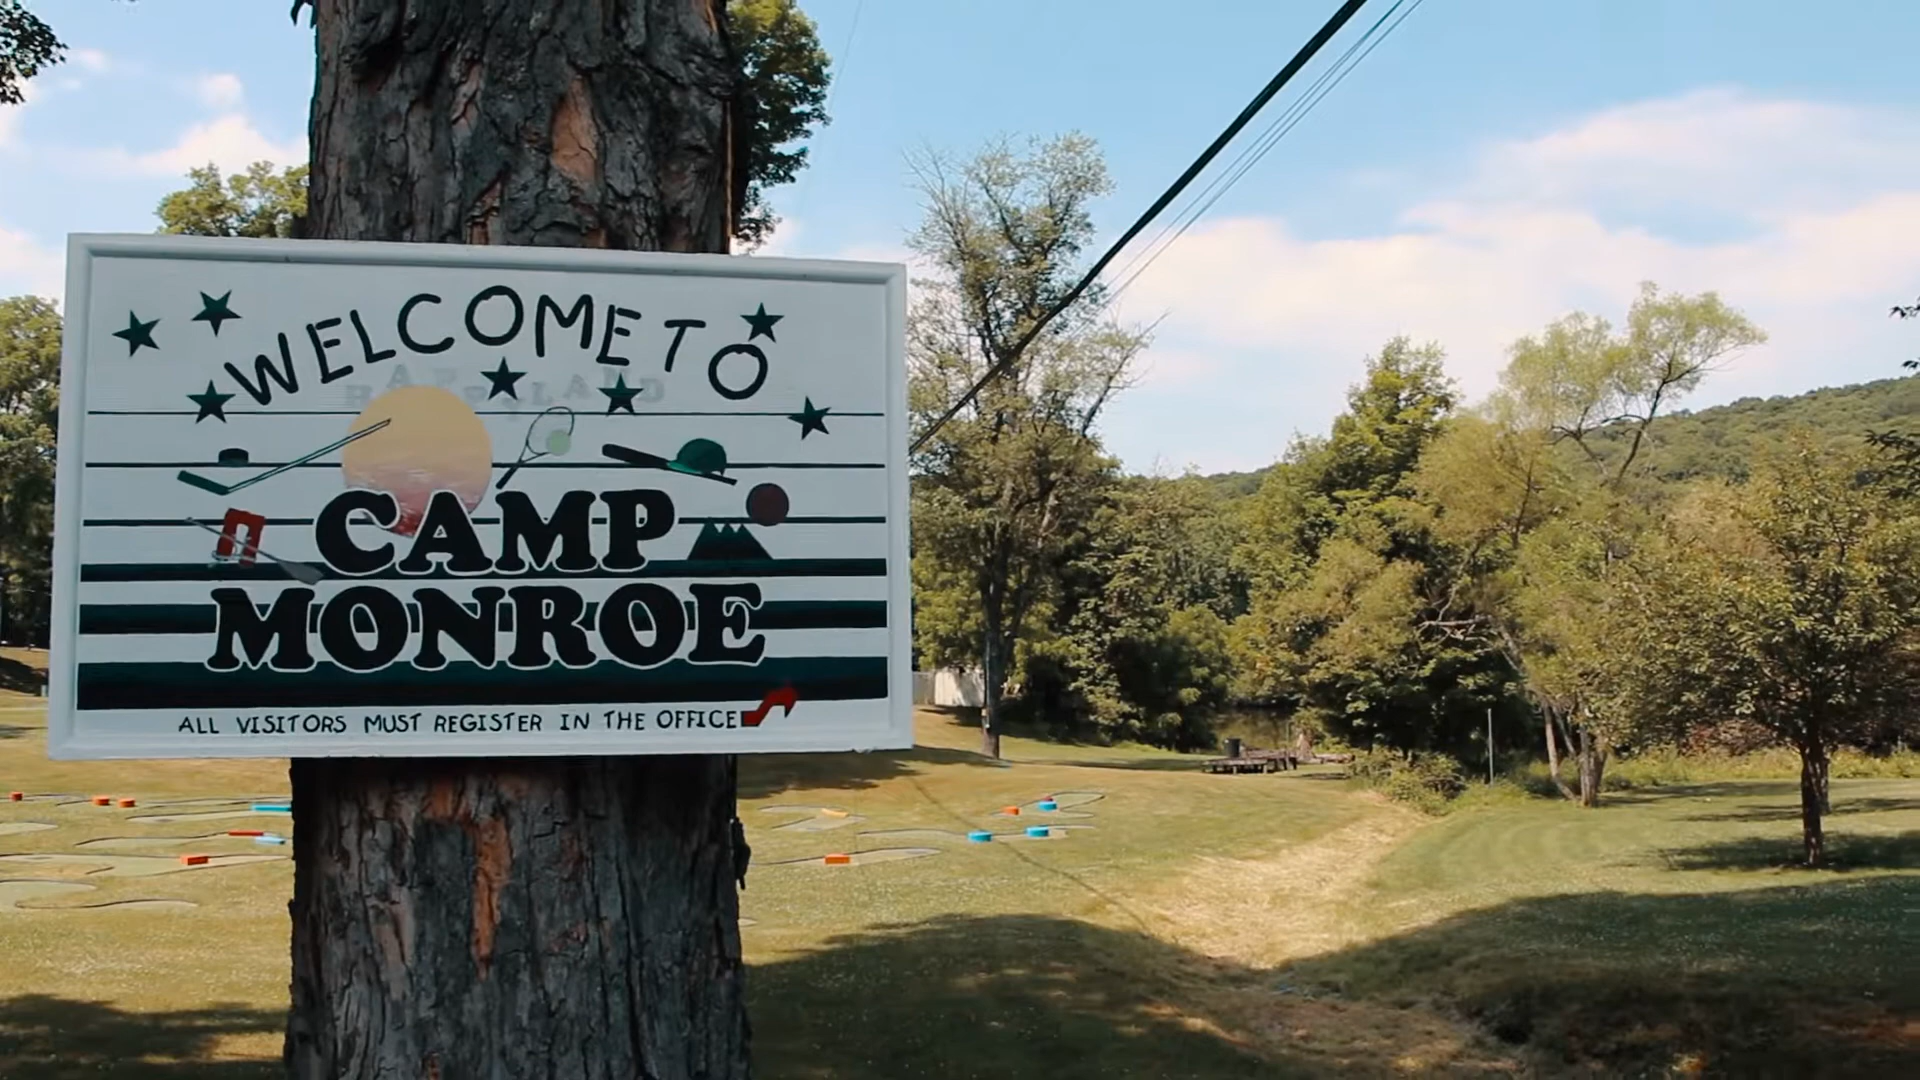 WELCOME TO
CAMP
MONROE
ALL VISITORS MUST REGISTER IN THE OFFICE